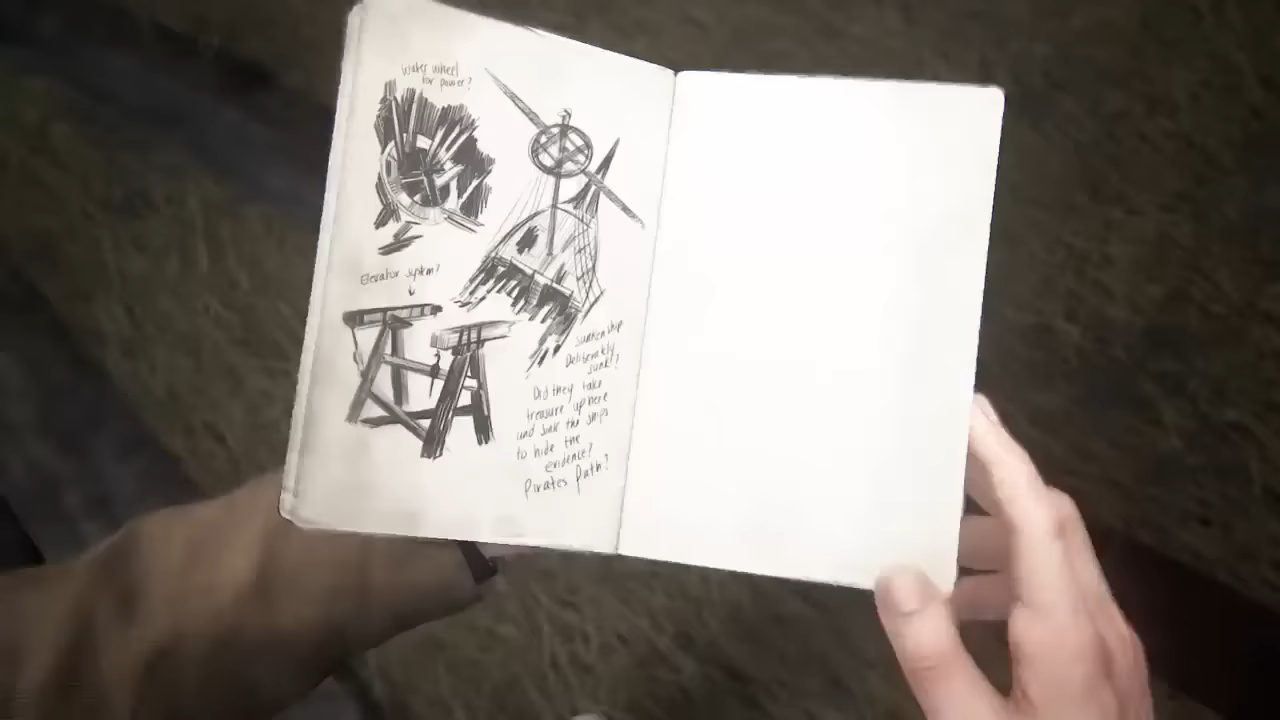 Water wheel
for power?
Elevator system?
sunken ship
Deliberately
sunk!?
Did they take
treasure up here
and sink the ships
to hide the
evidence?
Pirates Path?